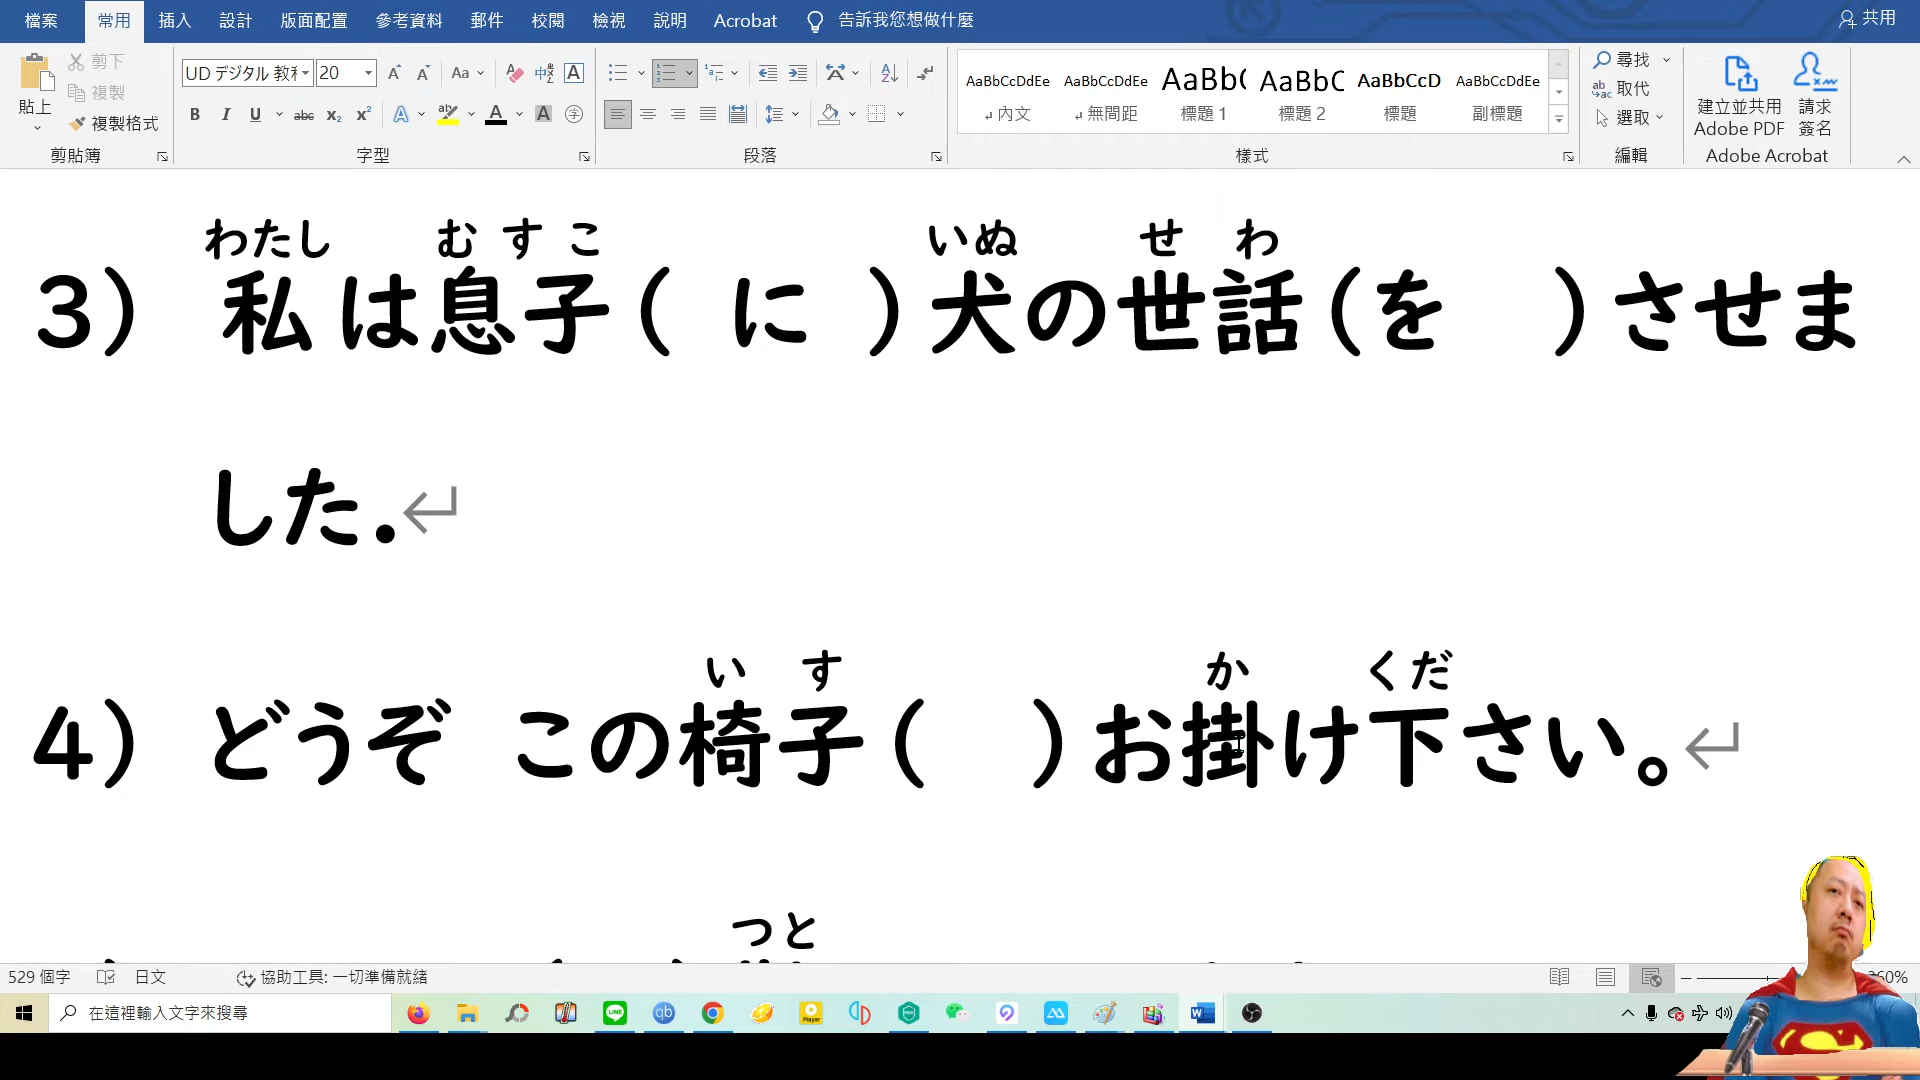 檔案 常用 插入 設計 版面配置 參考資料 郵件 校閱 檢視 說明 Acrobat 告訴我您想做什麼 共用
貼上 剪下 複製 複製格式 剪貼簿
UD デジタル 教 20 字型
段落
AaBbCcDdEe AaBbCcDdEe AaBb( AaBbC AaBbCcD AaBbCcDdEe
內文 無間距 標題 1 標題 2 標題 副標題
樣式
尋找 取代 選取 編輯
建立並共用 Adobe PDF 請求 簽名 Adobe Acrobat
わたし むすこ いぬ せわ
3) 私は息子( に )犬の世話(を )させま
した.
いす か くだ
4) どうぞ この椅子( )お掛け下さい。
つと
529 個字 日文 協助工具: 一切準備就緒
在這裡輸入文字來搜尋